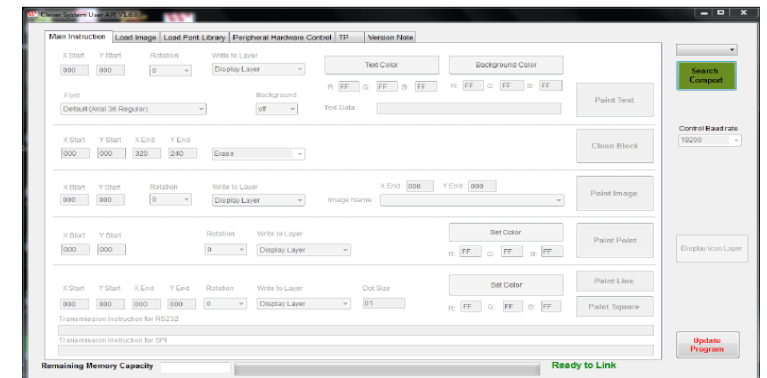 Clever System User API V1.6.8
Main Instruction Load Image Load Font Library Peripheral Hardware Control TP Version Note
X Start Y Start Rotation Write to Layer
000 000 0 Display Layer Text Color Background Color
R: FF G: FF B: FF R: FF G: FF B: FF
Font Background
Default(Arial 36 Regular) off Text Data: Paint Text
X Start Y Start X End Y End
000 000 320 240 Erase Clean Block
X Start Y Start Rotation Write to Layer X End: 000 Y End: 000
000 000 0 Display Layer Image Name: Paint Image
X Start Y Start Rotation Write to Layer Set Color Paint Point
000 000 0 Display Layer R: FF G: FF B: FF
X Start Y Start X End Y End Rotation Write to Layer Dot Size Set Color Paint Line
000 000 000 000 0 Display Layer 01 R: FF G: FF B: FF Paint Square
Transmission Instruction for RS232
Transmission Instruction for SPI
Remaining Memory Capacity Ready to Link
Search
Comport
Control Baud rate
19200
Display Icon Layer
Update
Program